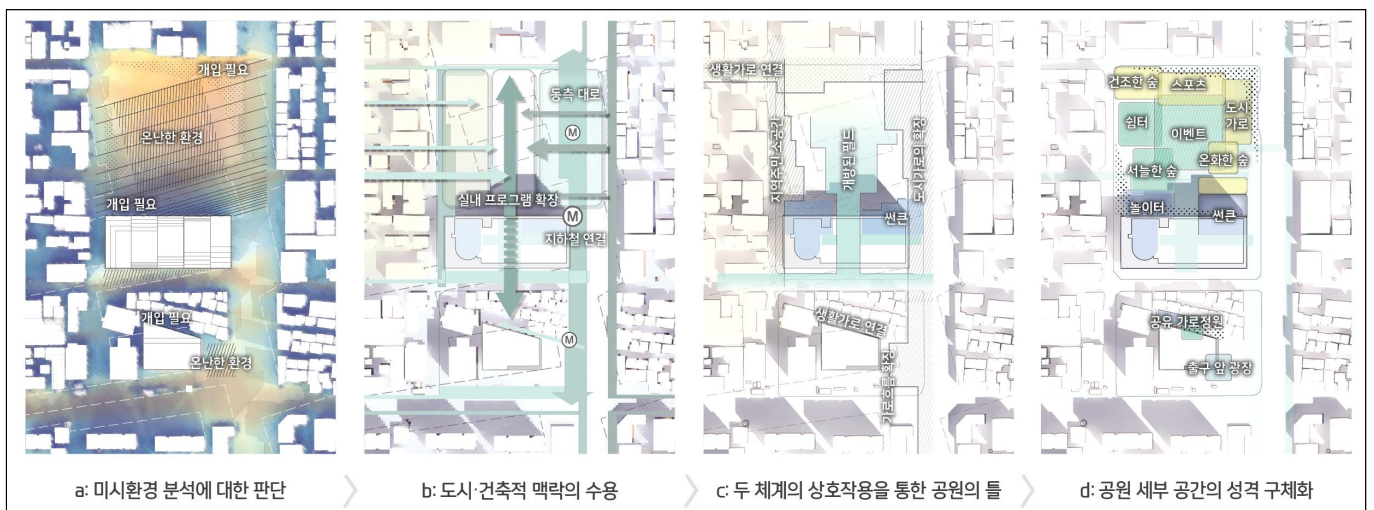 개입 필요
온난한 환경
개입 필요
개입 필요
온난한 환경
a: 미시환경 분석에 대한 판단
동측 대로
M
실내 프로그램 확장
M
지하철 연결
M
b: 도시·건축적 맥락의 수용
생활가로 연결
지역주민 소공간
개방된 필드
도시가로의 확장
썬큰
생활가로 연결
가로흐름 확장
c: 두 체계의 상호작용을 통한 공원의 틀
건조한 숲
스포츠
도시
가로
쉼터
이벤트
온화한 숲
서늘한 숲
놀이터
썬큰
공유 가로정원
출구 앞 광장
d: 공원 세부 공간의 성격 구체화